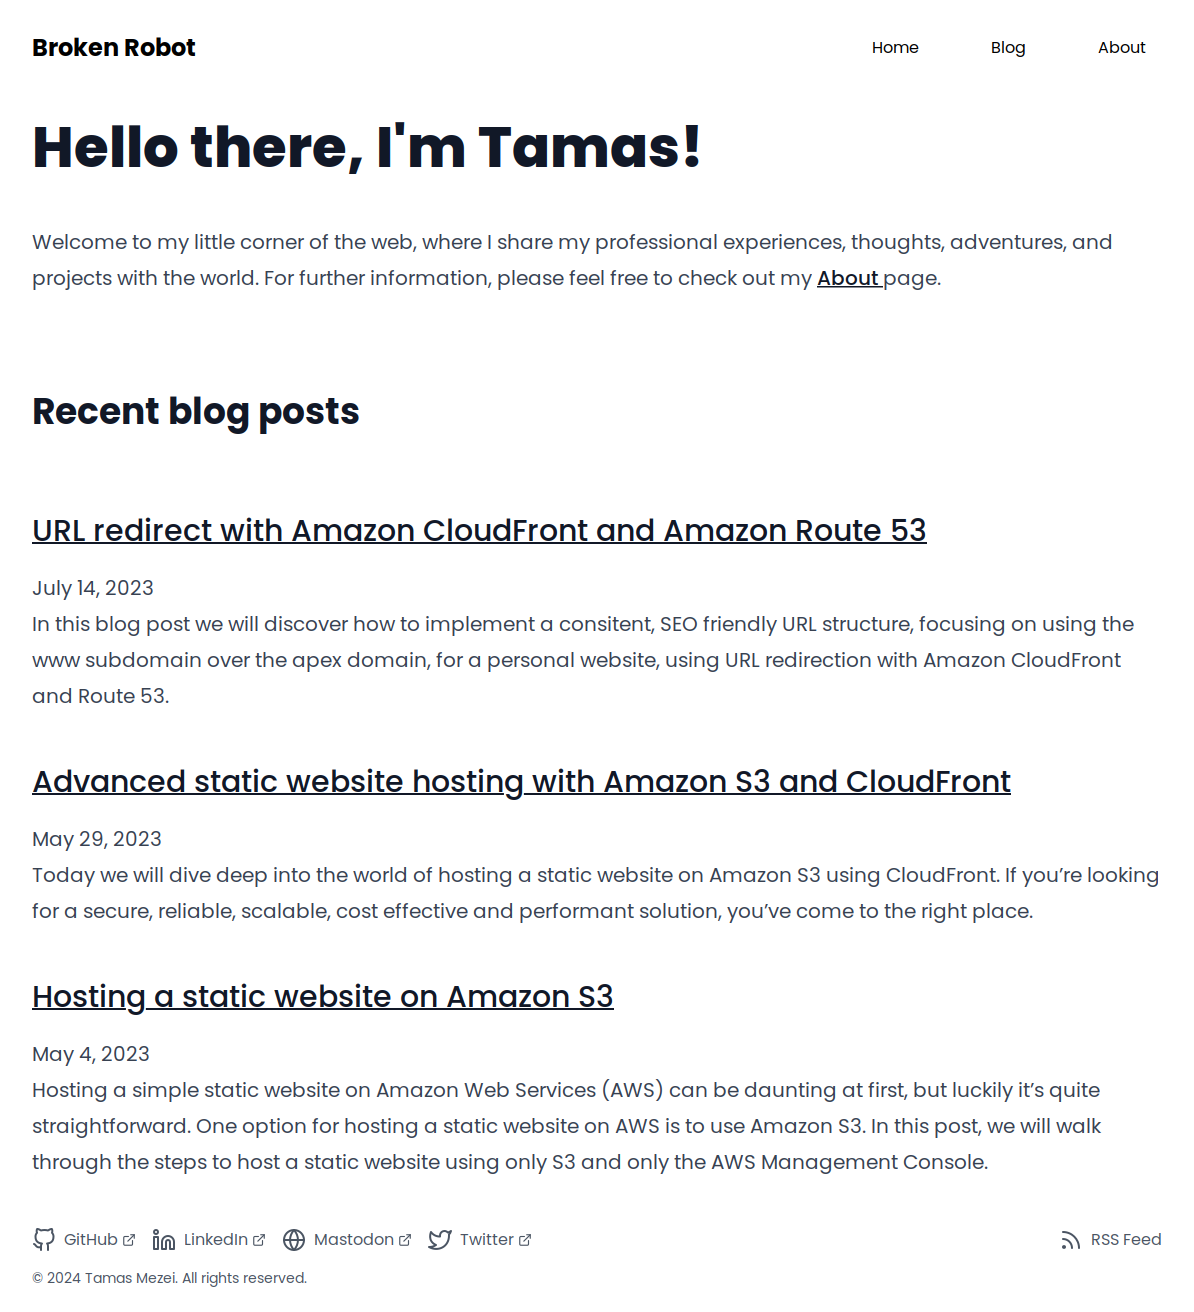 Broken Robot
Home
Blog
About
Hello there, I'm Tamas!
Welcome to my little corner of the web, where I share my professional experiences, thoughts, adventures, and
projects with the world. For further information, please feel free to check out my About page.
Recent blog posts
URL redirect with Amazon CloudFront and Amazon Route 53
July 14, 2023
In this blog post we will discover how to implement a consitent, SEO friendly URL structure, focusing on using the
www subdomain over the apex domain, for a personal website, using URL redirection with Amazon CloudFront
and Route 53.
Advanced static website hosting with Amazon S3 and CloudFront
May 29, 2023
Today we will dive deep into the world of hosting a static website on Amazon S3 using CloudFront. If you’re looking
for a secure, reliable, scalable, cost effective and performant solution, you’ve come to the right place.
Hosting a static website on Amazon S3
May 4, 2023
Hosting a simple static website on Amazon Web Services (AWS) can be daunting at first, but luckily it’s quite
straightforward. One option for hosting a static website on AWS is to use Amazon S3. In this post, we will walk
through the steps to host a static website using only S3 and only the AWS Management Console.
GitHub
LinkedIn
Mastodon
Twitter
RSS Feed
© 2024 Tamas Mezei. All rights reserved.